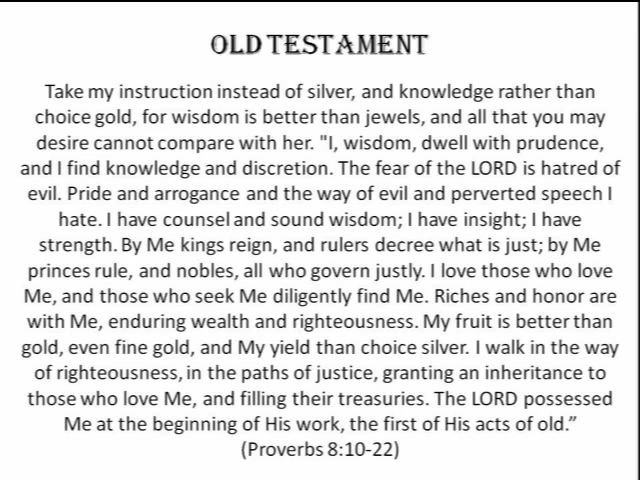 OLD TESTAMENT
Take my instruction instead of silver, and knowledge rather than
choice gold, for wisdom is better than jewels, and all that you may
desire cannot compare with her. "I, wisdom, dwell with prudence,
and I find knowledge and discretion. The fear of the LORD is hatred of
evil. Pride and arrogance and the way of evil and perverted speech I
hate. I have counsel and sound wisdom; I have insight; I have
strength. By Me kings reign, and rulers decree what is just; by Me
princes rule, and nobles, all who govern justly. I love those who love
Me, and those who seek Me diligently find Me. Riches and honor are
with Me, enduring wealth and righteousness. My fruit is better than
gold, even fine gold, and My yield than choice silver. I walk in the way
of righteousness, in the paths of justice, granting an inheritance to
those who love Me, and filling their treasuries. The LORD possessed
Me at the beginning of His work, the first of His acts of old.”
(Proverbs 8:10-22)